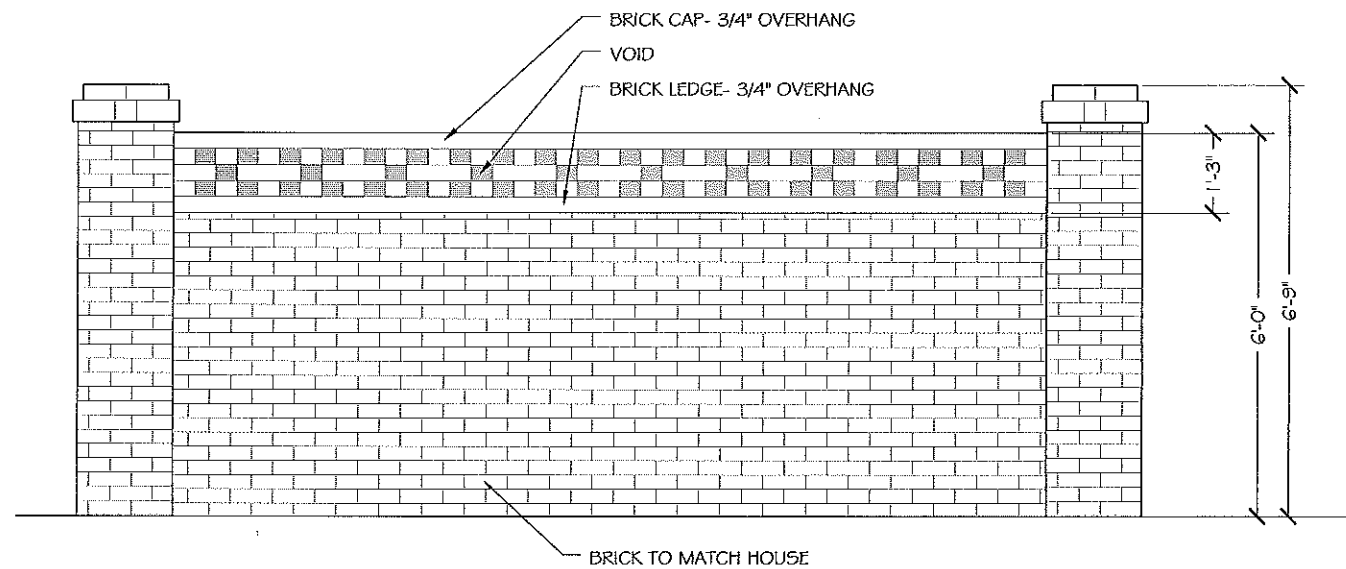 BRICK CAP- 3/4" OVERHANG
VOID
BRICK LEDGE- 3/4" OVERHANG
1'-3"
6'-0"
6'-9"
BRICK TO MATCH HOUSE